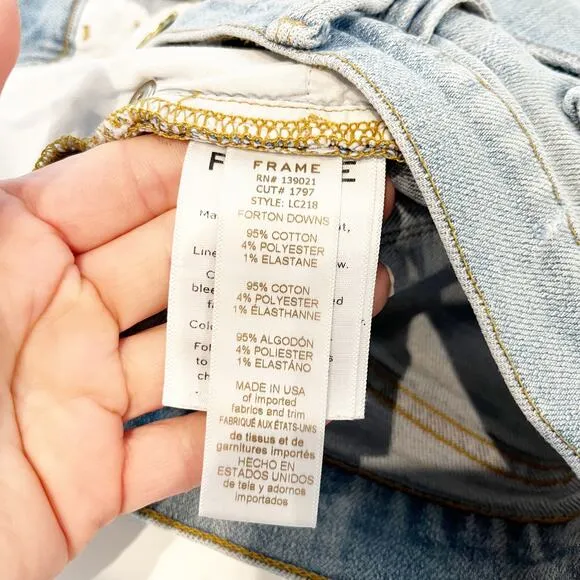 FRAME
RN# 139021
CUT# 1797
STYLE: LC218
FORTON DOWNS
95% COTTON
4% POLYESTER
1% ELASTANE
95% COTON
4% POLYESTER
1% ÉLASTHANNE
95% ALGODÓN
4% POLIESTER
1% ELASTÁNO
MADE IN USA
of imported
fabrics and trim
FABRIQUÉ AUX ÉTATS-UNIS
de tissus et de
garnitures importés
HECHO EN
ESTADOS UNIDOS
de tela y adornos
importados